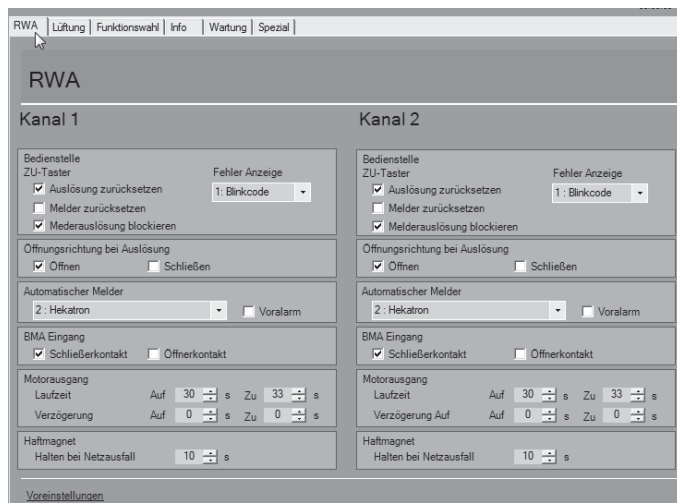 RWA Lüftung Funktionswahl Info Wartung Spezial
RWA
Kanal 1
Bedienstelle
ZU-Taster Fehler Anzeige
Auslösung zurücksetzen 1: Blinkcode
Melder zurücksetzen
Mederauslösung blockieren
Öffnungsrichtung bei Auslösung
Öffnen Schließen
Automatischer Melder
2 : Hekatron Voralarm
BMA Eingang
Schließerkontakt Öffnerkontakt
Motorausgang
Laufzeit Auf 30 s Zu 33 s
Verzögerung Auf 0 s Zu 0 s
Haftmagnet
Halten bei Netzausfall 10 s
Kanal 2
Bedienstelle
ZU-Taster Fehler Anzeige
Auslösung zurücksetzen 1 : Blinkcode
Melder zurücksetzen
Melderauslösung blockieren
Öffnungsrichtung bei Auslösung
Öffnen Schließen
Automatischer Melder
2 : Hekatron Voralarm
BMA Eingang
Schließerkontakt Öffnerkontakt
Motorausgang
Laufzeit Auf 30 s Zu 33 s
Verzögerung Auf Auf 0 s Zu 0 s
Haftmagnet
Halten bei Netzausfall 10 s
Voreinstellungen